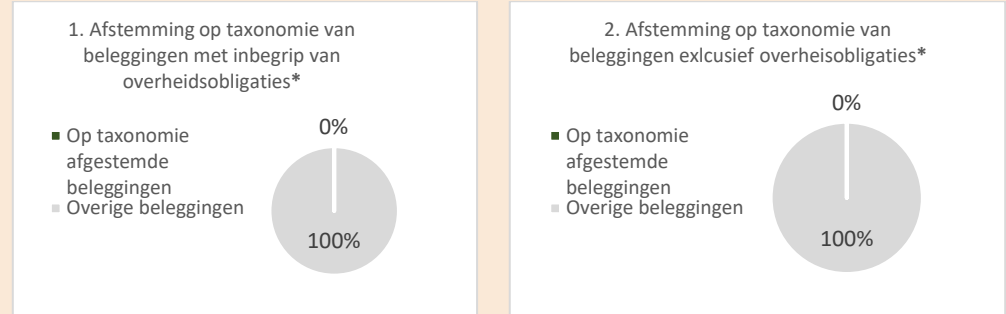 1. Afstemming op taxonomie van
beleggingen met inbegrip van
overheidsobligaties*
Op taxonomie
afgestemde
beleggingen
Overige beleggingen
0%
100%
2. Afstemming op taxonomie van
beleggingen exlcusief overheisobligaties*
Op taxonomie
afgestemde
beleggingen
Overige beleggingen
0%
100%